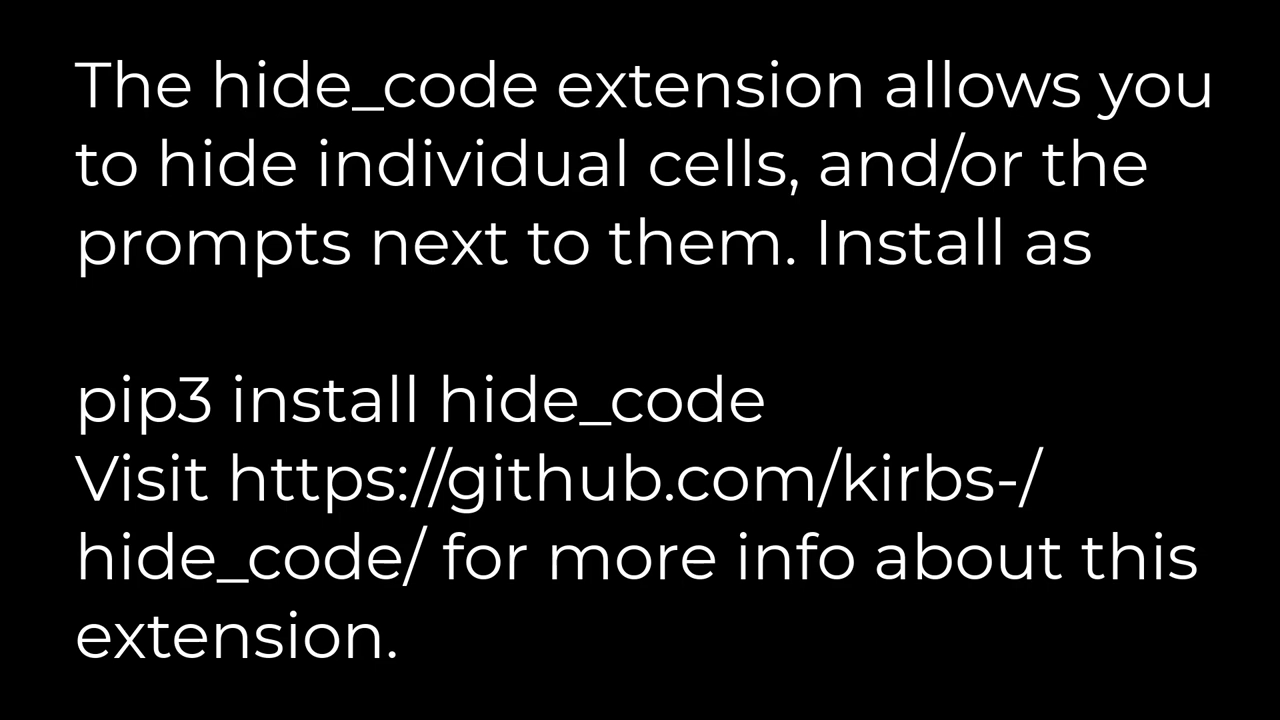 The hide_code extension allows you
to hide individual cells, and/or the
prompts next to them. Install as
pip3 install hide_code
Visit https://github.com/kirbs-/
hide_code/ for more info about this
extension.